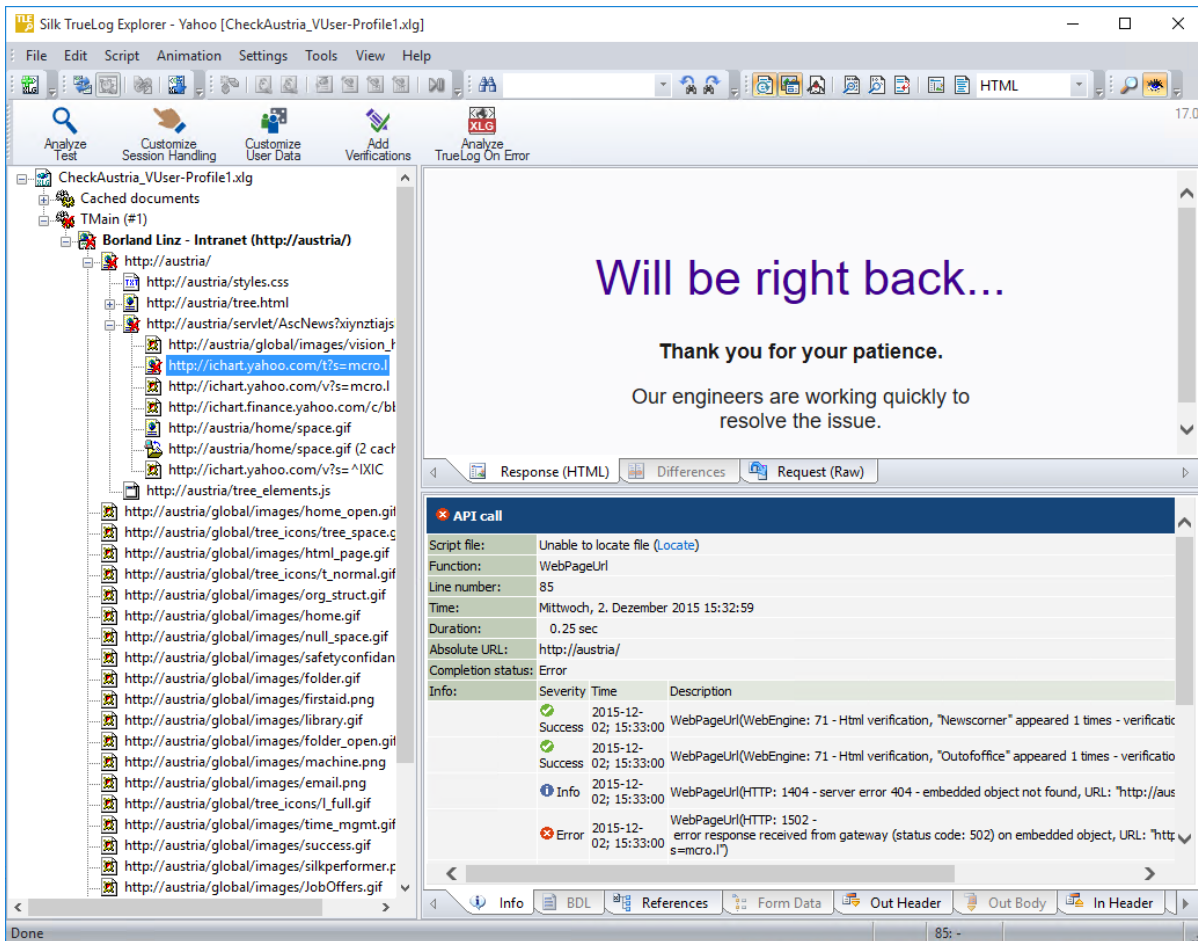 Silk TrueLog Explorer - Yahoo [CheckAustria_VUser-Profile1.xlg]
File Edit Script Animation Settings Tools View Help
HTML
17.0
Analyze Test
Customize Session Handling
Customize User Data
Add Verifications
XLG
Analyze TrueLog On Error
CheckAustria_VUser-Profile1.xlg
Cached documents
TMain (#1)
Borland Linz - Intranet (http://austria/)
http://austria/
http://austria/styles.css
http://austria/tree.html
http://austria/servlet/AscNews?xiynztiajs
http://austria/global/images/vision_h
http://ichart.yahoo.com/t?s=mcro.l
http://ichart.yahoo.com/v?s=mcro.l
http://ichart.finance.yahoo.com/c/bb
http://austria/home/space.gif
http://austria/home/space.gif (2 cach
http://ichart.yahoo.com/v?s=^IXIC
http://austria/tree_elements.js
http://austria/global/images/home_open.gif
http://austria/global/tree_icons/tree_space.g
http://austria/global/images/html_page.gif
http://austria/global/tree_icons/t_normal.gif
http://austria/global/images/org_struct.gif
http://austria/global/images/home.gif
http://austria/global/images/null_space.gif
http://austria/global/images/safetyconfidan
http://austria/global/images/folder.gif
http://austria/global/images/firstaid.png
http://austria/global/images/library.gif
http://austria/global/images/folder_open.gif
http://austria/global/images/machine.png
http://austria/global/images/email.png
http://austria/global/tree_icons/l_full.gif
http://austria/global/images/time_mgmt.gif
http://austria/global/images/success.gif
http://austria/global/images/silkperformer.p
http://austria/global/images/JobOffers.gif
Will be right back...
Thank you for your patience.
Our engineers are working quickly to
resolve the issue.
Response (HTML) Differences Request (Raw)
API call
Script file: Unable to locate file (Locate)
Function: WebPageUrl
Line number: 85
Time: Mittwoch, 2. Dezember 2015 15:32:59
Duration: 0.25 sec
Absolute URL: http://austria/
Completion status: Error
Info: Severity Time Description
Success 2015-12-02; 15:33:00 WebPageUrl(WebEngine: 71 - Html verification, "Newscorner" appeared 1 times - verificatic
Success 2015-12-02; 15:33:00 WebPageUrl(WebEngine: 71 - Html verification, "Outofoffice" appeared 1 times - verificatio
Info 2015-12-02; 15:33:00 WebPageUrl(HTTP: 1404 - server error 404 - embedded object not found, URL: "http://aus
Error 2015-12-02; 15:33:00 WebPageUrl(HTTP: 1502 -
error response received from gateway (status code: 502) on embedded object, URL: "http
s=mcro.l")
Info BDL References Form Data Out Header Out Body In Header
Done 85: -